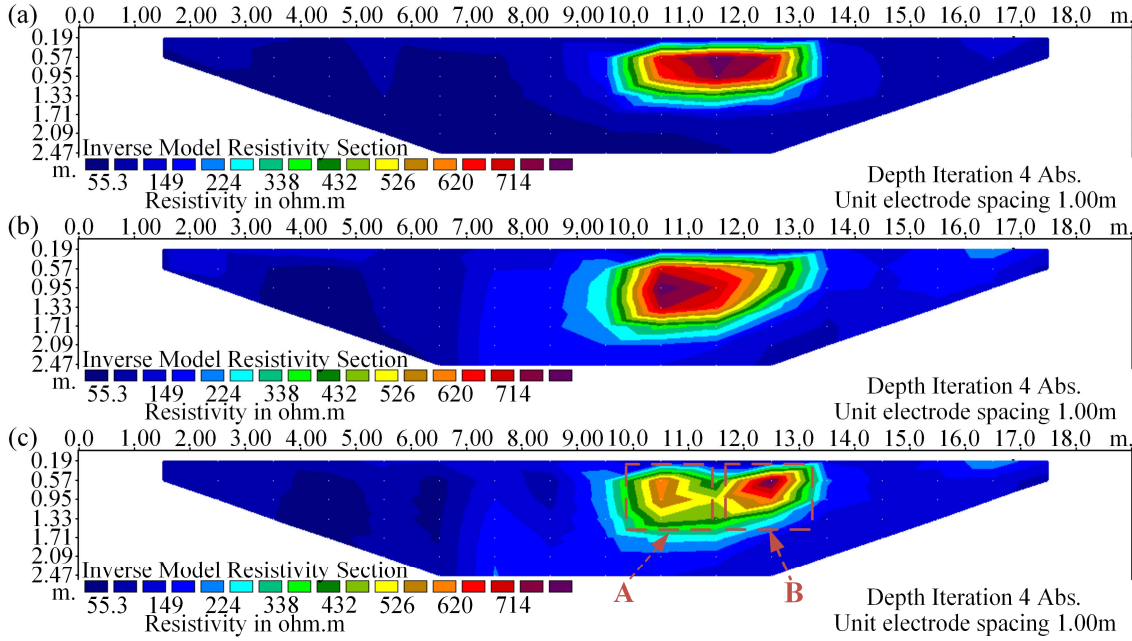 (a) 0.0 1.00 2.00 3.00 4.00 5.00 6.00 7.00 8.00 9.00 10.0 11.0 12.0 13.0 14.0 15.0 16.0 17.0 18.0 m.
0.19
0.57
0.95
1.33
1.71
2.09
2.47
m.
Inverse Model Resistivity Section
55.3 149 224 338 432 526 620 714
Resistivity in ohm.m
Depth Iteration 4 Abs.
Unit electrode spacing 1.00m
(b) 0.0 1.00 2.00 3.00 4.00 5.00 6.00 7.00 8.00 9.00 10.0 11.0 12.0 13.0 14.0 15.0 16.0 17.0 18.0 m.
0.19
0.57
0.95
1.33
1.71
2.09
2.47
m.
Inverse Model Resistivity Section
55.3 149 224 338 432 526 620 714
Resistivity in ohm.m
Depth Iteration 4 Abs.
Unit electrode spacing 1.00m
(c) 0.0 1.00 2.00 3.00 4.00 5.00 6.00 7.00 8.00 9.00 10.0 11.0 12.0 13.0 14.0 15.0 16.0 17.0 18.0 m.
0.19
0.57
0.95
1.33
1.71
2.09
2.47
m.
A B
Inverse Model Resistivity Section
55.3 149 224 338 432 526 620 714
Resistivity in ohm.m
Depth Iteration 4 Abs.
Unit electrode spacing 1.00m